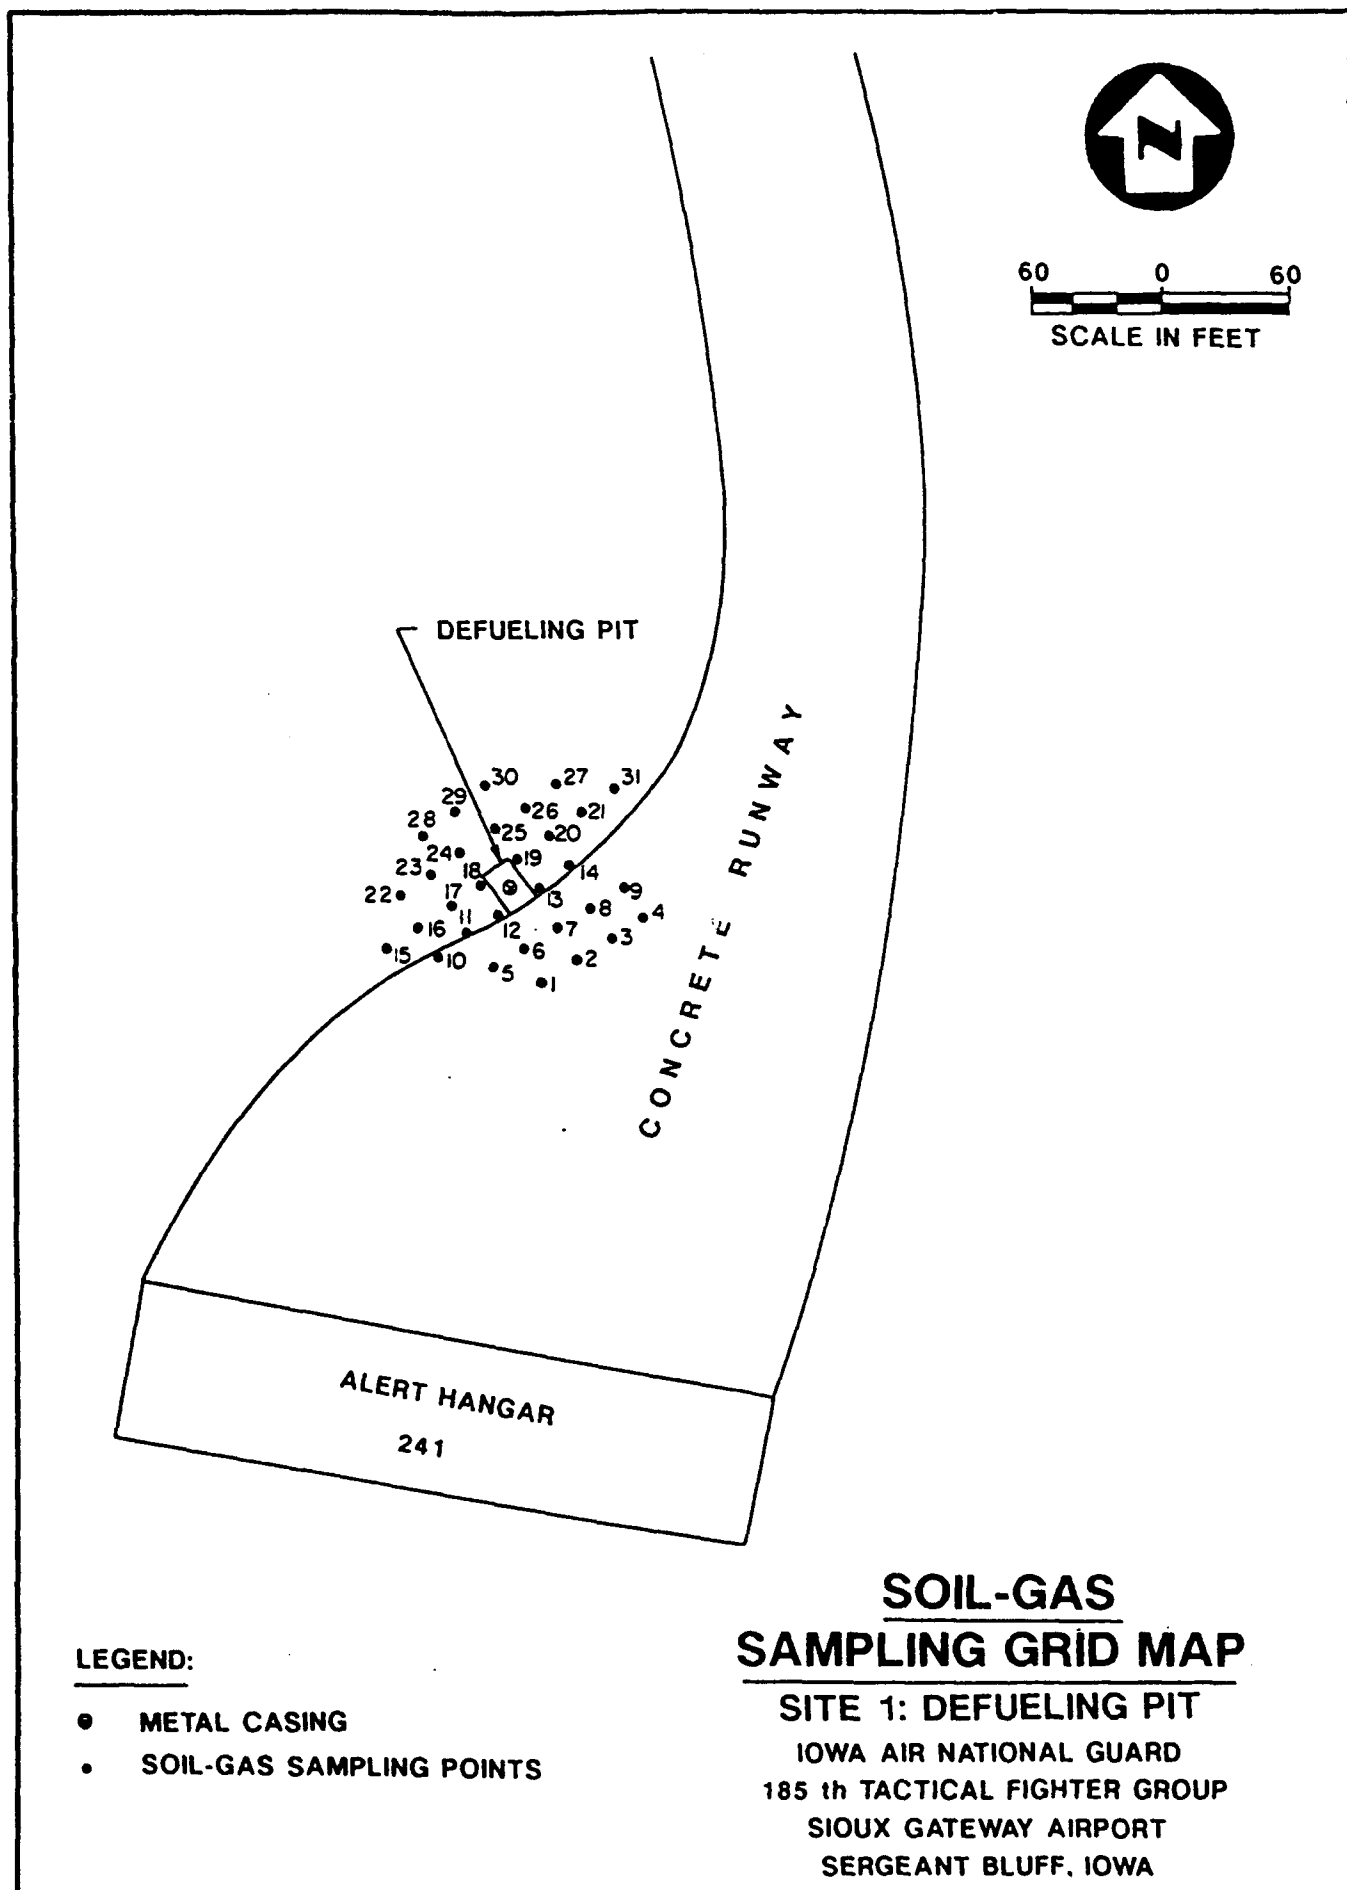 N
60 0 60
SCALE IN FEET
DEFUELING PIT
30 27 31
29 26 21
28 25 20
24 19 14
23 18 9
22 17 13 8 4
16 11 12 7 3
15 10 6 2
5 1
CONCRETE RUNWAY
ALERT HANGAR
241
SOIL-GAS
SAMPLING GRID MAP
SITE 1: DEFUELING PIT
IOWA AIR NATIONAL GUARD
185 th TACTICAL FIGHTER GROUP
SIOUX GATEWAY AIRPORT
SERGEANT BLUFF, IOWA
LEGEND:
METAL CASING
SOIL-GAS SAMPLING POINTS